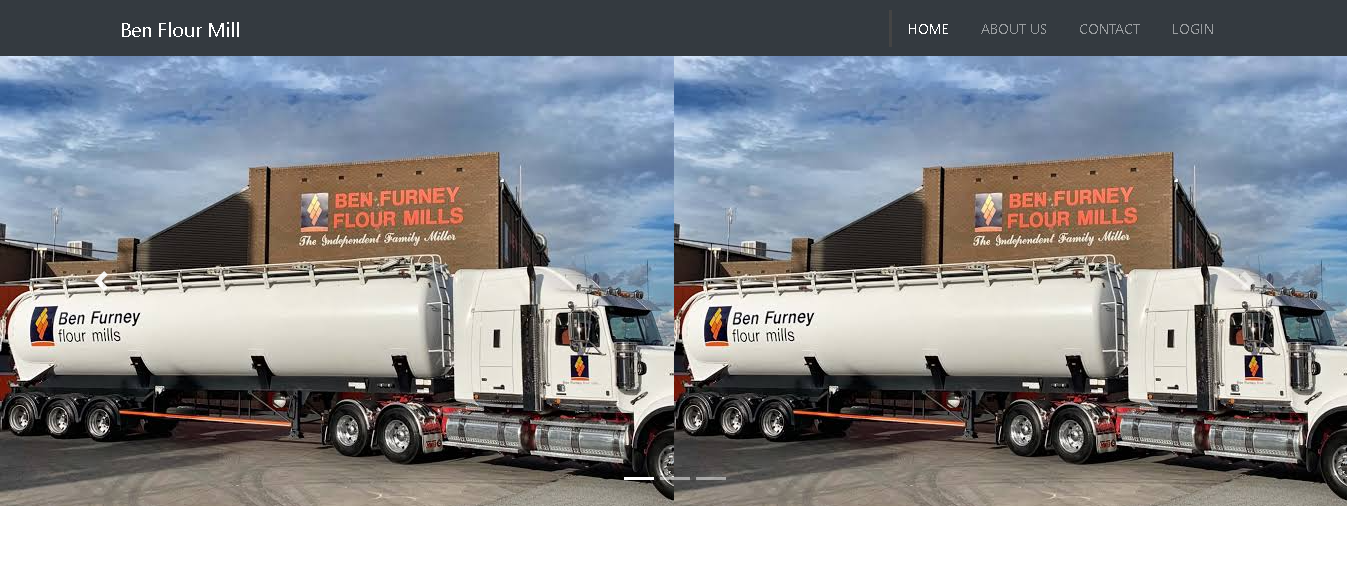 Ben Flour Mill
HOME ABOUT US CONTACT LOGIN
BEN FURNEY
FLOUR MILLS
The Independent Family Miller
Ben Furney
flour mills
BEN FURNEY
FLOUR MILLS
The Independent Family Miller
Ben Furney
flour mills